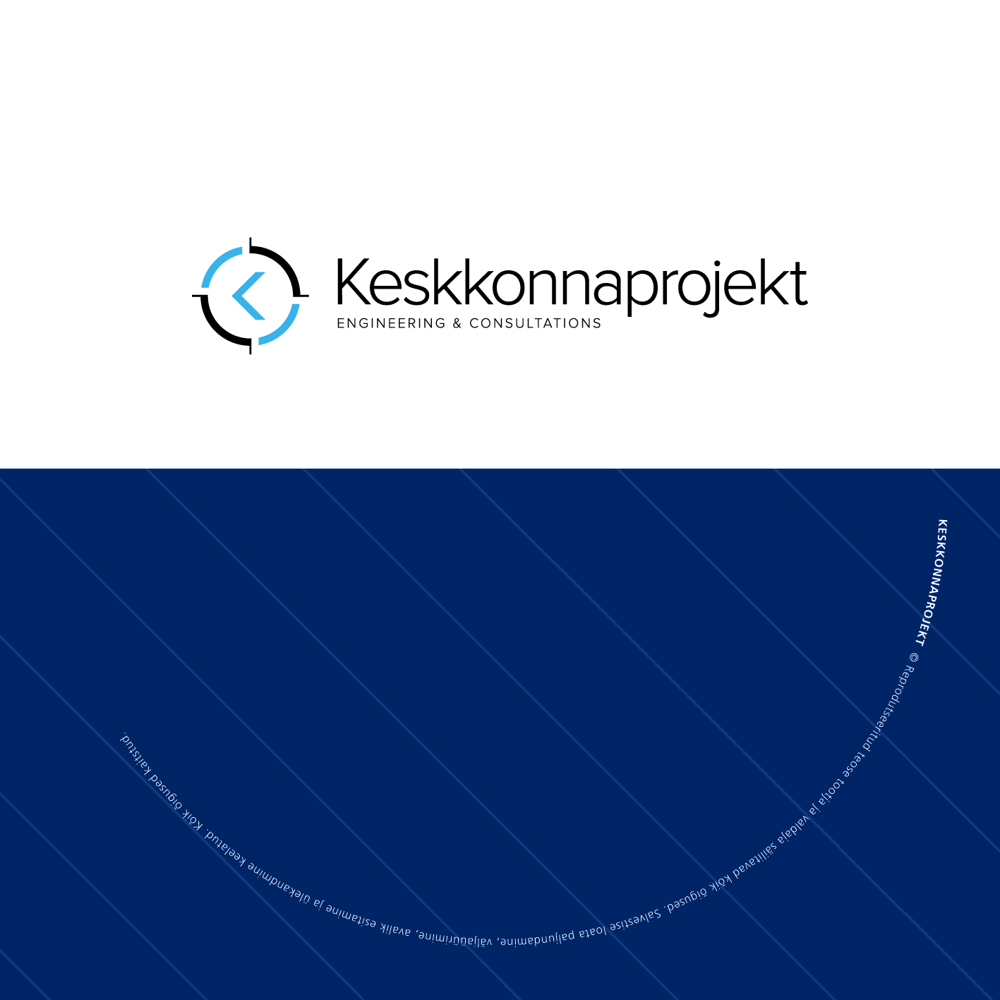 Keskkonnaprojekt
ENGINEERING & CONSULTATIONS
KESKKONNAPROJEKT © Reprodutseeritud teose tootja ja valdaja säilitavad kõik õigused. Salvestise loata paljundamine, väljaüürimine, avalik esitamine ja ülekandmine keelatud. Kõik õigused kaitstud.